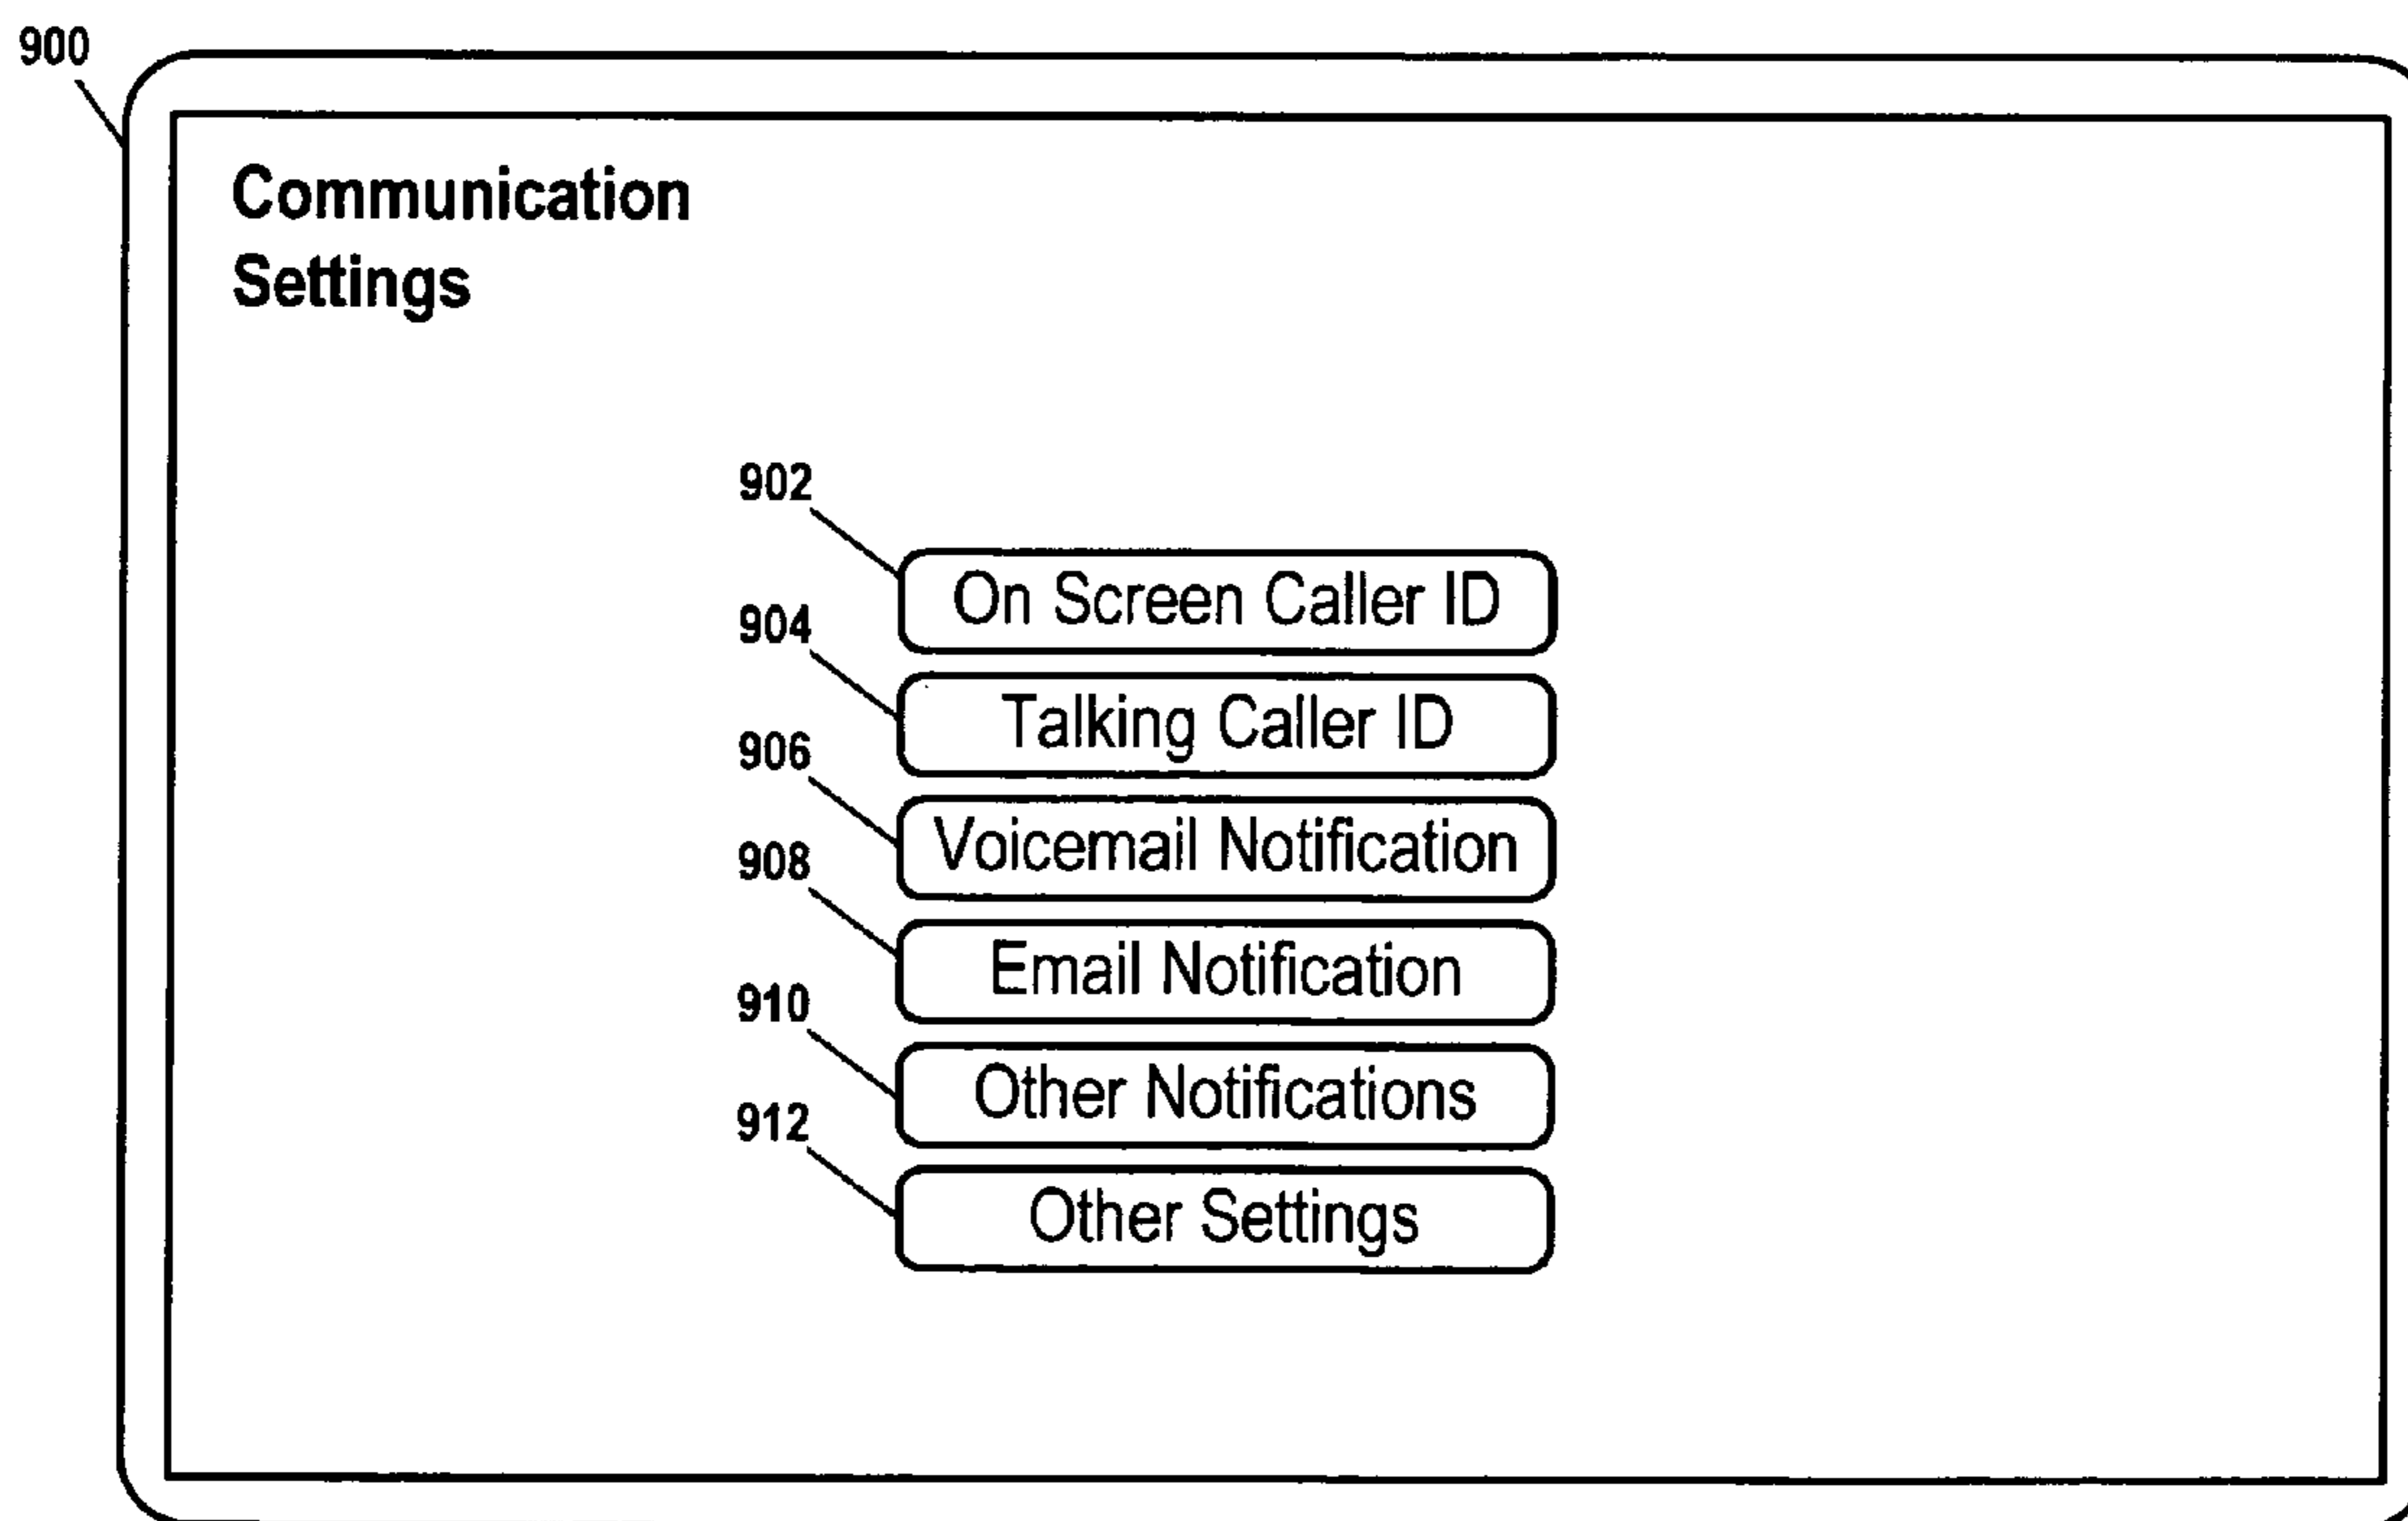 900
Communication
Settings
902
On Screen Caller ID
904
Talking Caller ID
906
Voicemail Notification
908
Email Notification
910
Other Notifications
912
Other Settings